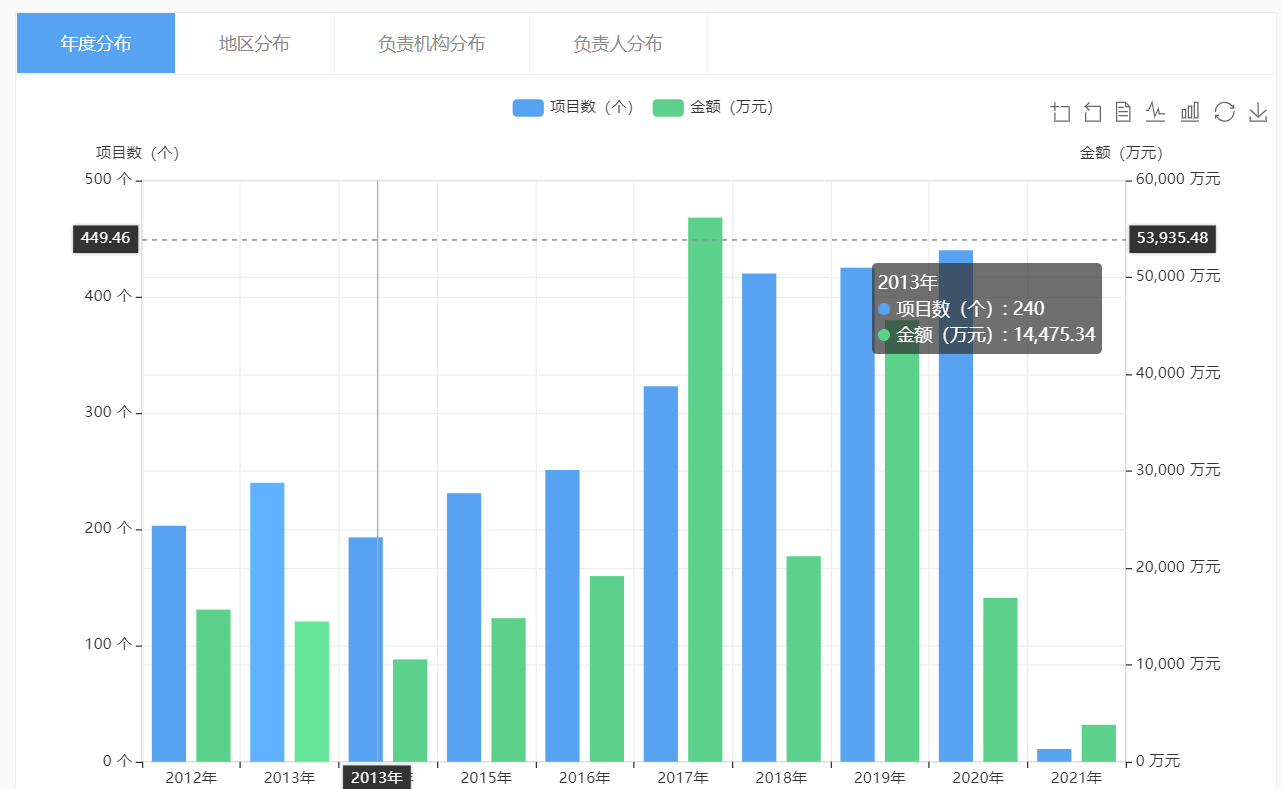 年度分布 地区分布 负责机构分布 负责人分布
项目数（个） 金额（万元）
项目数（个） 金额（万元）
500 个 60,000 万元
449.46 53,935.48
50,000 万元
2013年
400 个
项目数（个）: 240
金额（万元）: 14,475.34
40,000 万元
300 个
30,000 万元
200 个
20,000 万元
100 个
10,000 万元
0 个 0 万元
2012年 2013年 2013年 2015年 2016年 2017年 2018年 2019年 2020年 2021年